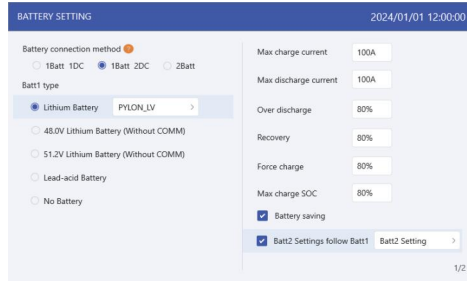 BATTERY SETTING 2024/01/01 12:00:00
Battery connection method ?
1Batt 1DC 1Batt 2DC 2Batt
Batt1 type
Lithium Battery PYLON_LV >
48.0V Lithium Battery (Without COMM)
51.2V Lithium Battery (Without COMM)
Lead-acid Battery
No Battery
Max charge current 100A
Max discharge current 100A
Over discharge 80%
Recovery 80%
Force charge 80%
Max charge SOC 80%
Battery saving
Batt2 Settings follow Batt1 Batt2 Setting >
1/2